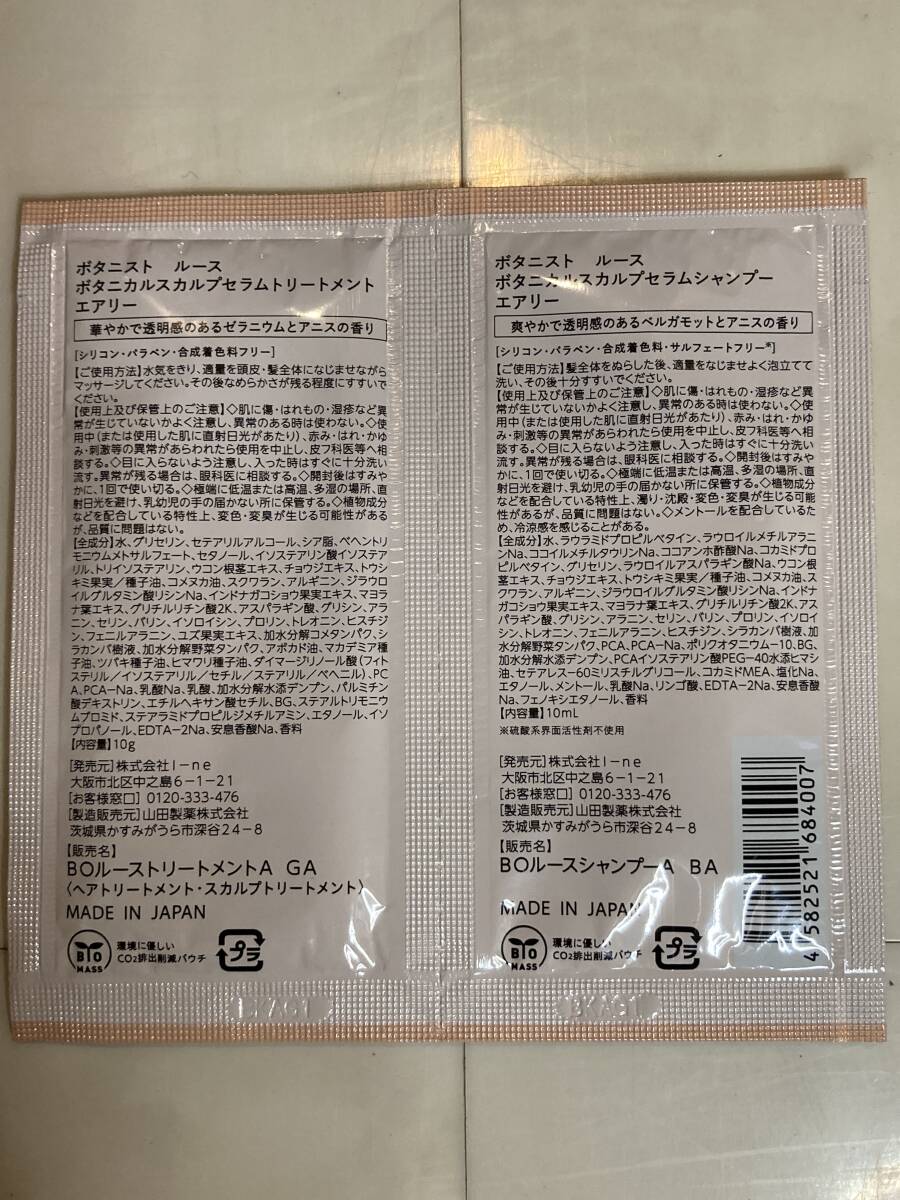 ボタニスト ルース
ボタニカルスカルプセラムトリートメント
エアリー
華やかで透明感のあるゼラニウムとアニスの香り
[シリコン・パラベン・合成着色料フリー]
【ご使用方法】水気をきり、適量を頭皮・髪全体になじませながら
マッサージしてください。その後なめらかさが残る程度にすすいで
ください。
【使用上及び保管上のご注意】◇肌に傷・はれもの・湿疹など異
常が生じていないかよく注意し、異常のある時は使わない。◇使
用中(または使用した肌に直射日光があたり)、赤み・はれ・かゆ
み・刺激等の異常があらわれたら使用を中止し、皮フ科医等へ相
談する。◇目に入らないよう注意し、入った時はすぐに十分洗い
流す。異常が残る場合は、眼科医に相談する。◇開封後はすみや
かに、1回で使い切る。◇極端に低温または高温、多湿の場所、直
射日光を避け、乳幼児の手の届かない所に保管する。◇植物成分
などを配合している特性上、変色・変臭が生じる可能性がある
が、品質に問題はない。
【全成分】水、グリセリン、セテアリルアルコール、シア脂、ベヘントリ
モニウムメトサルフェート、セタノール、イソステアリン酸イソステア
リル、トリイソステアリン、ウコン根茎エキス、チョウジエキス、トウシ
キミ果実/種子油、コメヌカ油、スクワラン、アルギニン、ジラウロ
イルグルタミン酸リシンNa、インドナガコショウ果実エキス、マヨラ
ナ葉エキス、グリチルリチン酸2K、アスパラギン酸、グリシン、アラ
ニン、セリン、バリン、イソロイシン、プロリン、トレオニン、ヒスチジ
ン、フェニルアラニン、ユズ果実エキス、加水分解コメタンパク、シ
ラカンバ樹液、加水分解野菜タンパク、アボカド油、マカデミア種
子油、ツバキ種子油、ヒマワリ種子油、ダイマージリノール酸(フィト
ステリル/イソステアリル/セチル/ステアリル/ベヘニル)、PC
A、PCA-Na、乳酸Na、乳酸、加水分解水添デンプン、パルミチン
酸デキストリン、エチルヘキサン酸セチル、BG、ステアルトリモニウ
ムブロミド、ステアラミドプロピルジメチルアミン、エタノール、イソ
プロパノール、EDTA-2Na、安息香酸Na、香料
【内容量】10g
[発売元]株式会社I-ne
大阪市北区中之島6-1-21
[お客様窓口] 0120-333-476
[製造販売元]山田製薬株式会社
茨城県かすみがうら市深谷24-8
【販売名】
BOルーストリートメントA GA
〈ヘアトリートメント・スカルプトリートメント〉
MADE IN JAPAN
BIO
MASS
環境に優しい
CO2排出削減パウチ
プラ
BKAG1
ボタニスト ルース
ボタニカルスカルプセラムシャンプー
エアリー
爽やかで透明感のあるベルガモットとアニスの香り
[シリコン・パラベン・合成着色料・サルフェートフリー*]
【ご使用方法】髪全体をぬらした後、適量をなじませよく泡立てて
洗い、その後十分すすいでください。
【使用上及び保管上のご注意】◇肌に傷・はれもの・湿疹など異
常が生じていないかよく注意し、異常のある時は使わない。◇使
用中(または使用した肌に直射日光があたり)、赤み・はれ・かゆ
み・刺激等の異常があらわれたら使用を中止し、皮フ科医等へ相
談する。◇目に入らないよう注意し、入った時はすぐに十分洗い
流す。異常が残る場合は、眼科医に相談する。◇開封後はすみや
かに、1回で使い切る。◇極端に低温または高温、多湿の場所、直
射日光を避け、乳幼児の手の届かない所に保管する。◇植物成分
などを配合している特性上、濁り・沈殿・変色・変臭が生じる可能
性があるが、品質に問題はない。◇メントールを配合しているた
め、冷涼感を感じることがある。
【全成分】水、ラウラミドプロピルベタイン、ラウロイルメチルアラニ
ンNa、ココイルメチルタウリンNa、ココアンホ酢酸Na、コカミドプロ
ピルベタイン、グリセリン、ラウロイルアスパラギン酸Na、ウコン根
茎エキス、チョウジエキス、トウシキミ果実/種子油、コメヌカ油、ス
クワラン、アルギニン、ジラウロイルグルタミン酸リシンNa、インド
ナガコショウ果実エキス、マヨラナ葉エキス、グリチルリチン酸2K、アス
パラギン酸、グリシン、アラニン、セリン、バリン、プロリン、イソロイ
シン、トレオニン、フェニルアラニン、ヒスチジン、シラカンバ樹液、加
水分解野菜タンパク、PCA、PCA-Na、ポリクオタニウム-10、BG、
加水分解水添デンプン、PCAイソステアリン酸PEG-40水添ヒマシ
油、セテアレス-60ミリスチルグリコール、コカミドMEA、塩化Na、
エタノール、メントール、乳酸Na、リンゴ酸、EDTA-2Na、安息香酸
Na、フェノキシエタノール、香料
【内容量】10mL
※硫酸系界面活性剤不使用
[発売元]株式会社I-ne
大阪市北区中之島6-1-21
[お客様窓口] 0120-333-476
[製造販売元]山田製薬株式会社
茨城県かすみがうら市深谷24-8
【販売名】
BOルースシャンプーA BA
MADE IN JAPAN
BIO
MASS
環境に優しい
CO2排出削減パウチ
プラ
4 582521 684007
BKAG1